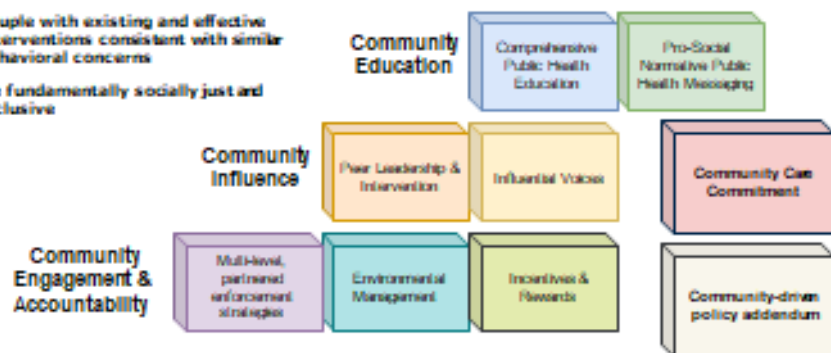 uple with existing and effective
terventions consistent with similar
havioral concerns
fundamentally socially just and
clusive
Community
Education
Comprehensive
Public Health
Education
Pro-Social
Normative Public
Health Messaging
Community
Influence
Peer Leadership &
Intervention
Influential Voices
Community Care
Commitment
Community
Engagement &
Accountability
Multi-level,
partnered
enforcement
strategies
Environmental
Management
Incentives &
Rewards
Community-driven
policy addendum